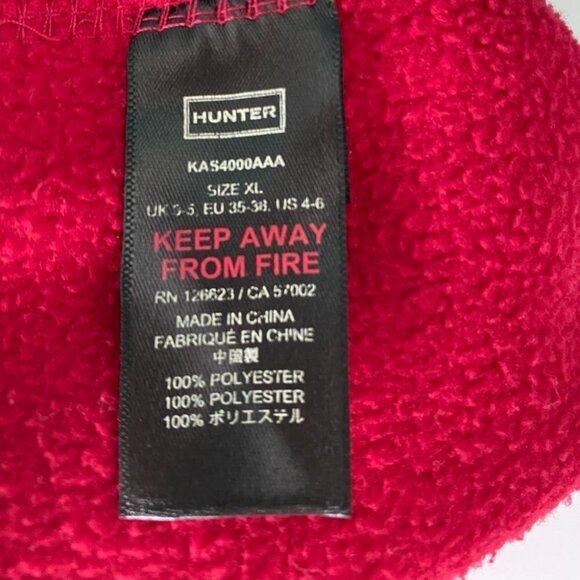 HUNTER
KAS4000AAA
SIZE XL
UK 3-5, EU 35-38, US 4-6
KEEP AWAY
FROM FIRE
RN 126623 / CA 57002
MADE IN CHINA
FABRIQUÉ EN CHINE
中國製
100% POLYESTER
100% POLYESTER
100% ポリエステル